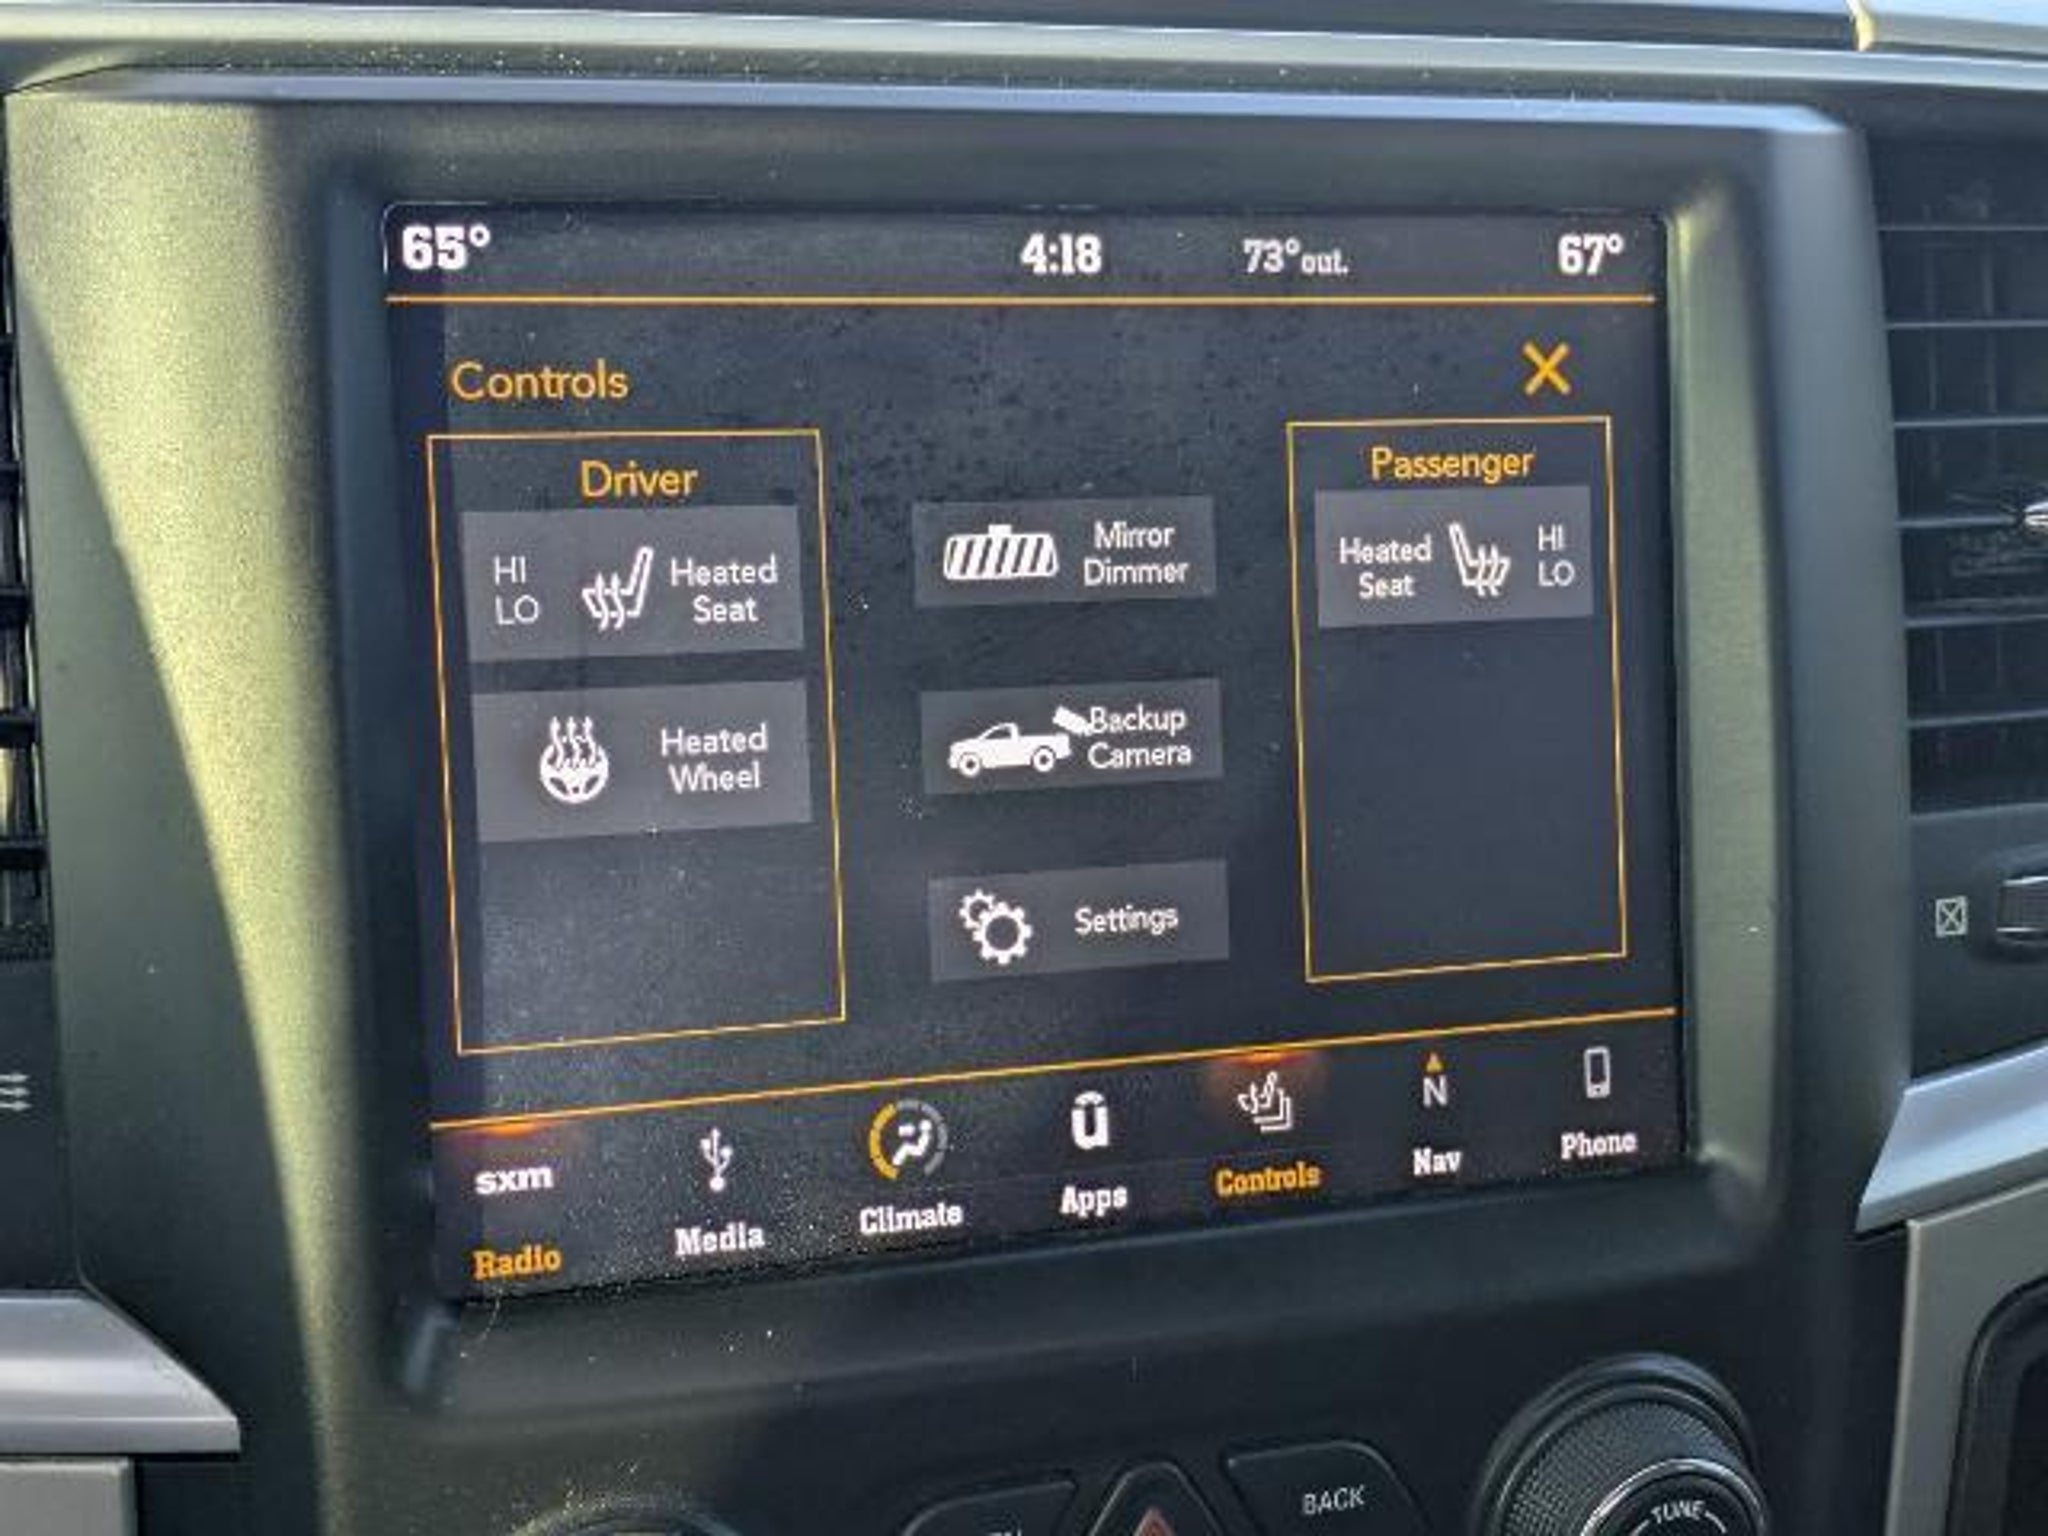 65° 4:18 73°out. 67°
Controls X
Driver
HI
LO
Heated
Seat
Heated
Wheel
Mirror
Dimmer
Backup
Camera
Settings
Passenger
Heated
Seat
HI
LO
sxm
Radio
Media
Climate
Apps
Controls
N
Nav
Phone
BACK
TUNE